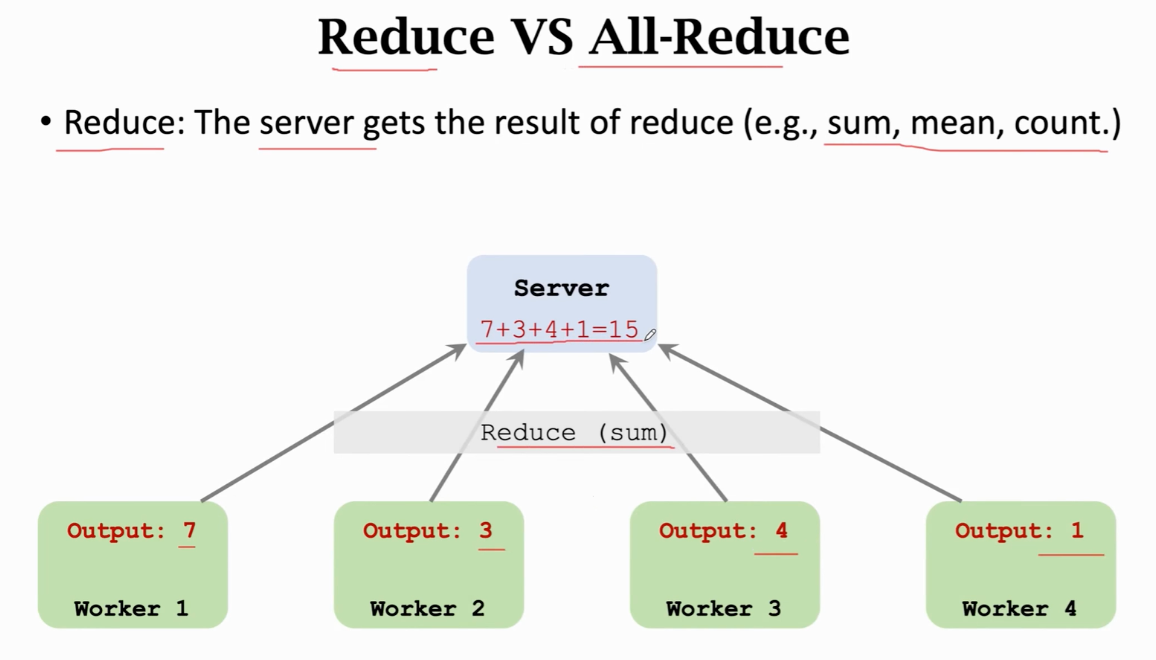 Reduce VS All-Reduce
• Reduce: The server gets the result of reduce (e.g., sum, mean, count.)
Server
7+3+4+1=15
Reduce (sum)
Output: 7
Output: 3
Output: 4
Output: 1
Worker 1
Worker 2
Worker 3
Worker 4